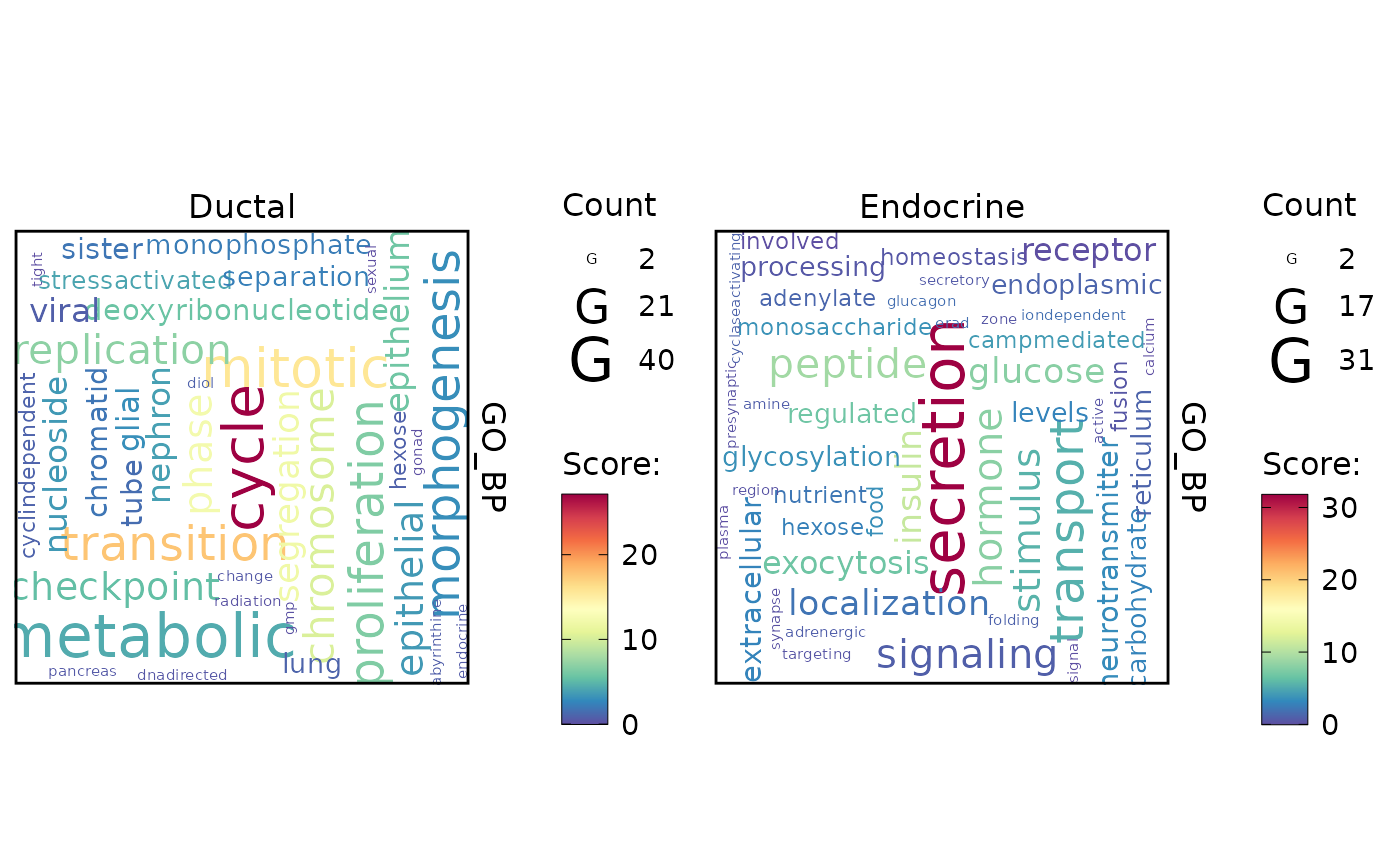 Ductal
sister
monophosphate
tight
sexual
stressactivated
separation
viral
deoxyribonucleotide
epithelium
morphogenesis
replication
mitotic
cyclindependent
nucleoside
chromatid
tube
glial
nephron
diol
phase
cycle
segregation
chromosome
proliferation
hexose
gonad
transition
epithelial
checkpoint
change
radiation
gmp
metabolic
lung
abyrinthine
endocrine
pancreas
dnadirected
GO_BP
Count
G 2
G 21
G 40
Score:
20
10
0
Endocrine
cyclaseactivating
involved
homeostasis
receptor
processing
secretory
endoplasmic
adenylate
glucagon
monosaccharide
erad
zone
iondependent
campmediated
calcium
peptide
secretion
glucose
presynaptic
amine
regulated
levels
active
fusion
reticulum
glycosylation
insulin
hormone
stimulus
transport
neurotransmitter
carbohydrate
region
nutrient
food
plasma
hexose
extracellular
exocytosis
synapse
localization
adrenergic
folding
targeting
signaling
signal
GO_BP
Count
G 2
G 17
G 31
Score:
30
20
10
0